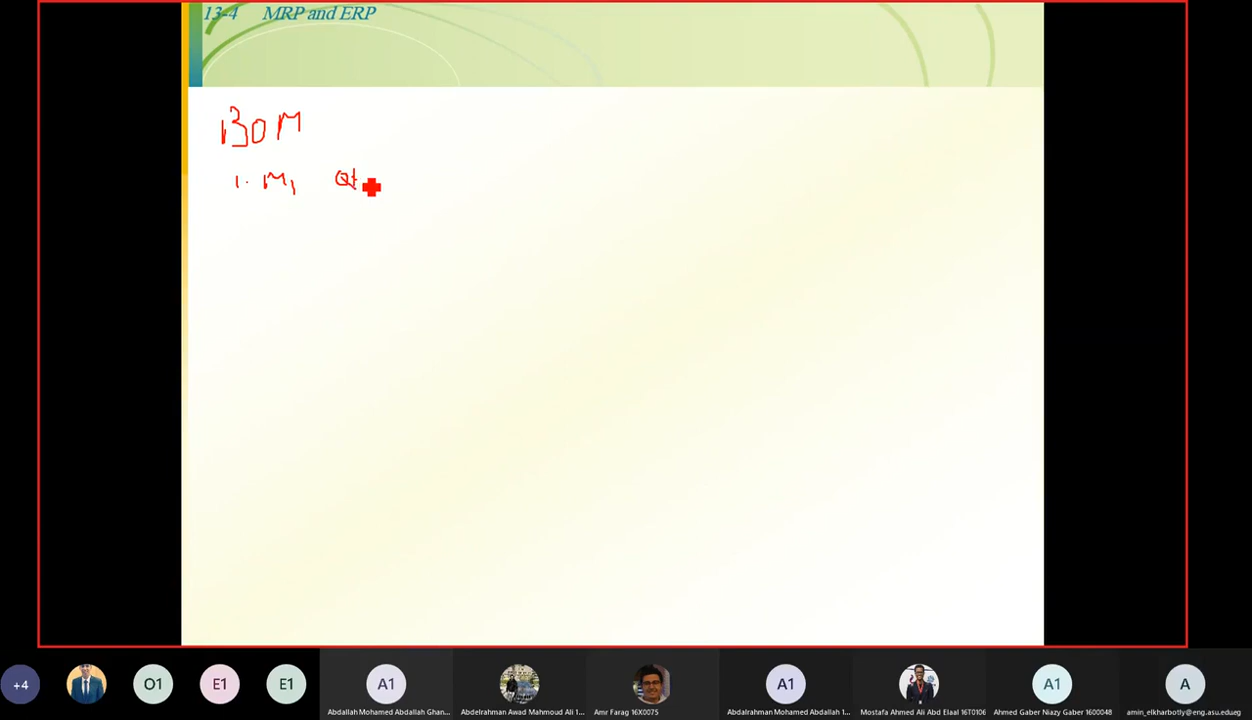 13-4 MRP and ERP
BOM
1. M1 Qt
+4
O1
E1
E1
A1
A1
A1
A
Abdallah Mohamed Abdallah Ghan...
Abdelrahman Awad Mahmoud Ali 1...
Amr Farag 16X0075
Abdalrahman Mohamed Abdallah 1...
Mostafa Ahmed Ali Abd Elaal 16T0106
Ahmed Gaber Niazy Gaber 1600048
amin_elkharbotly@eng.asu.edueg